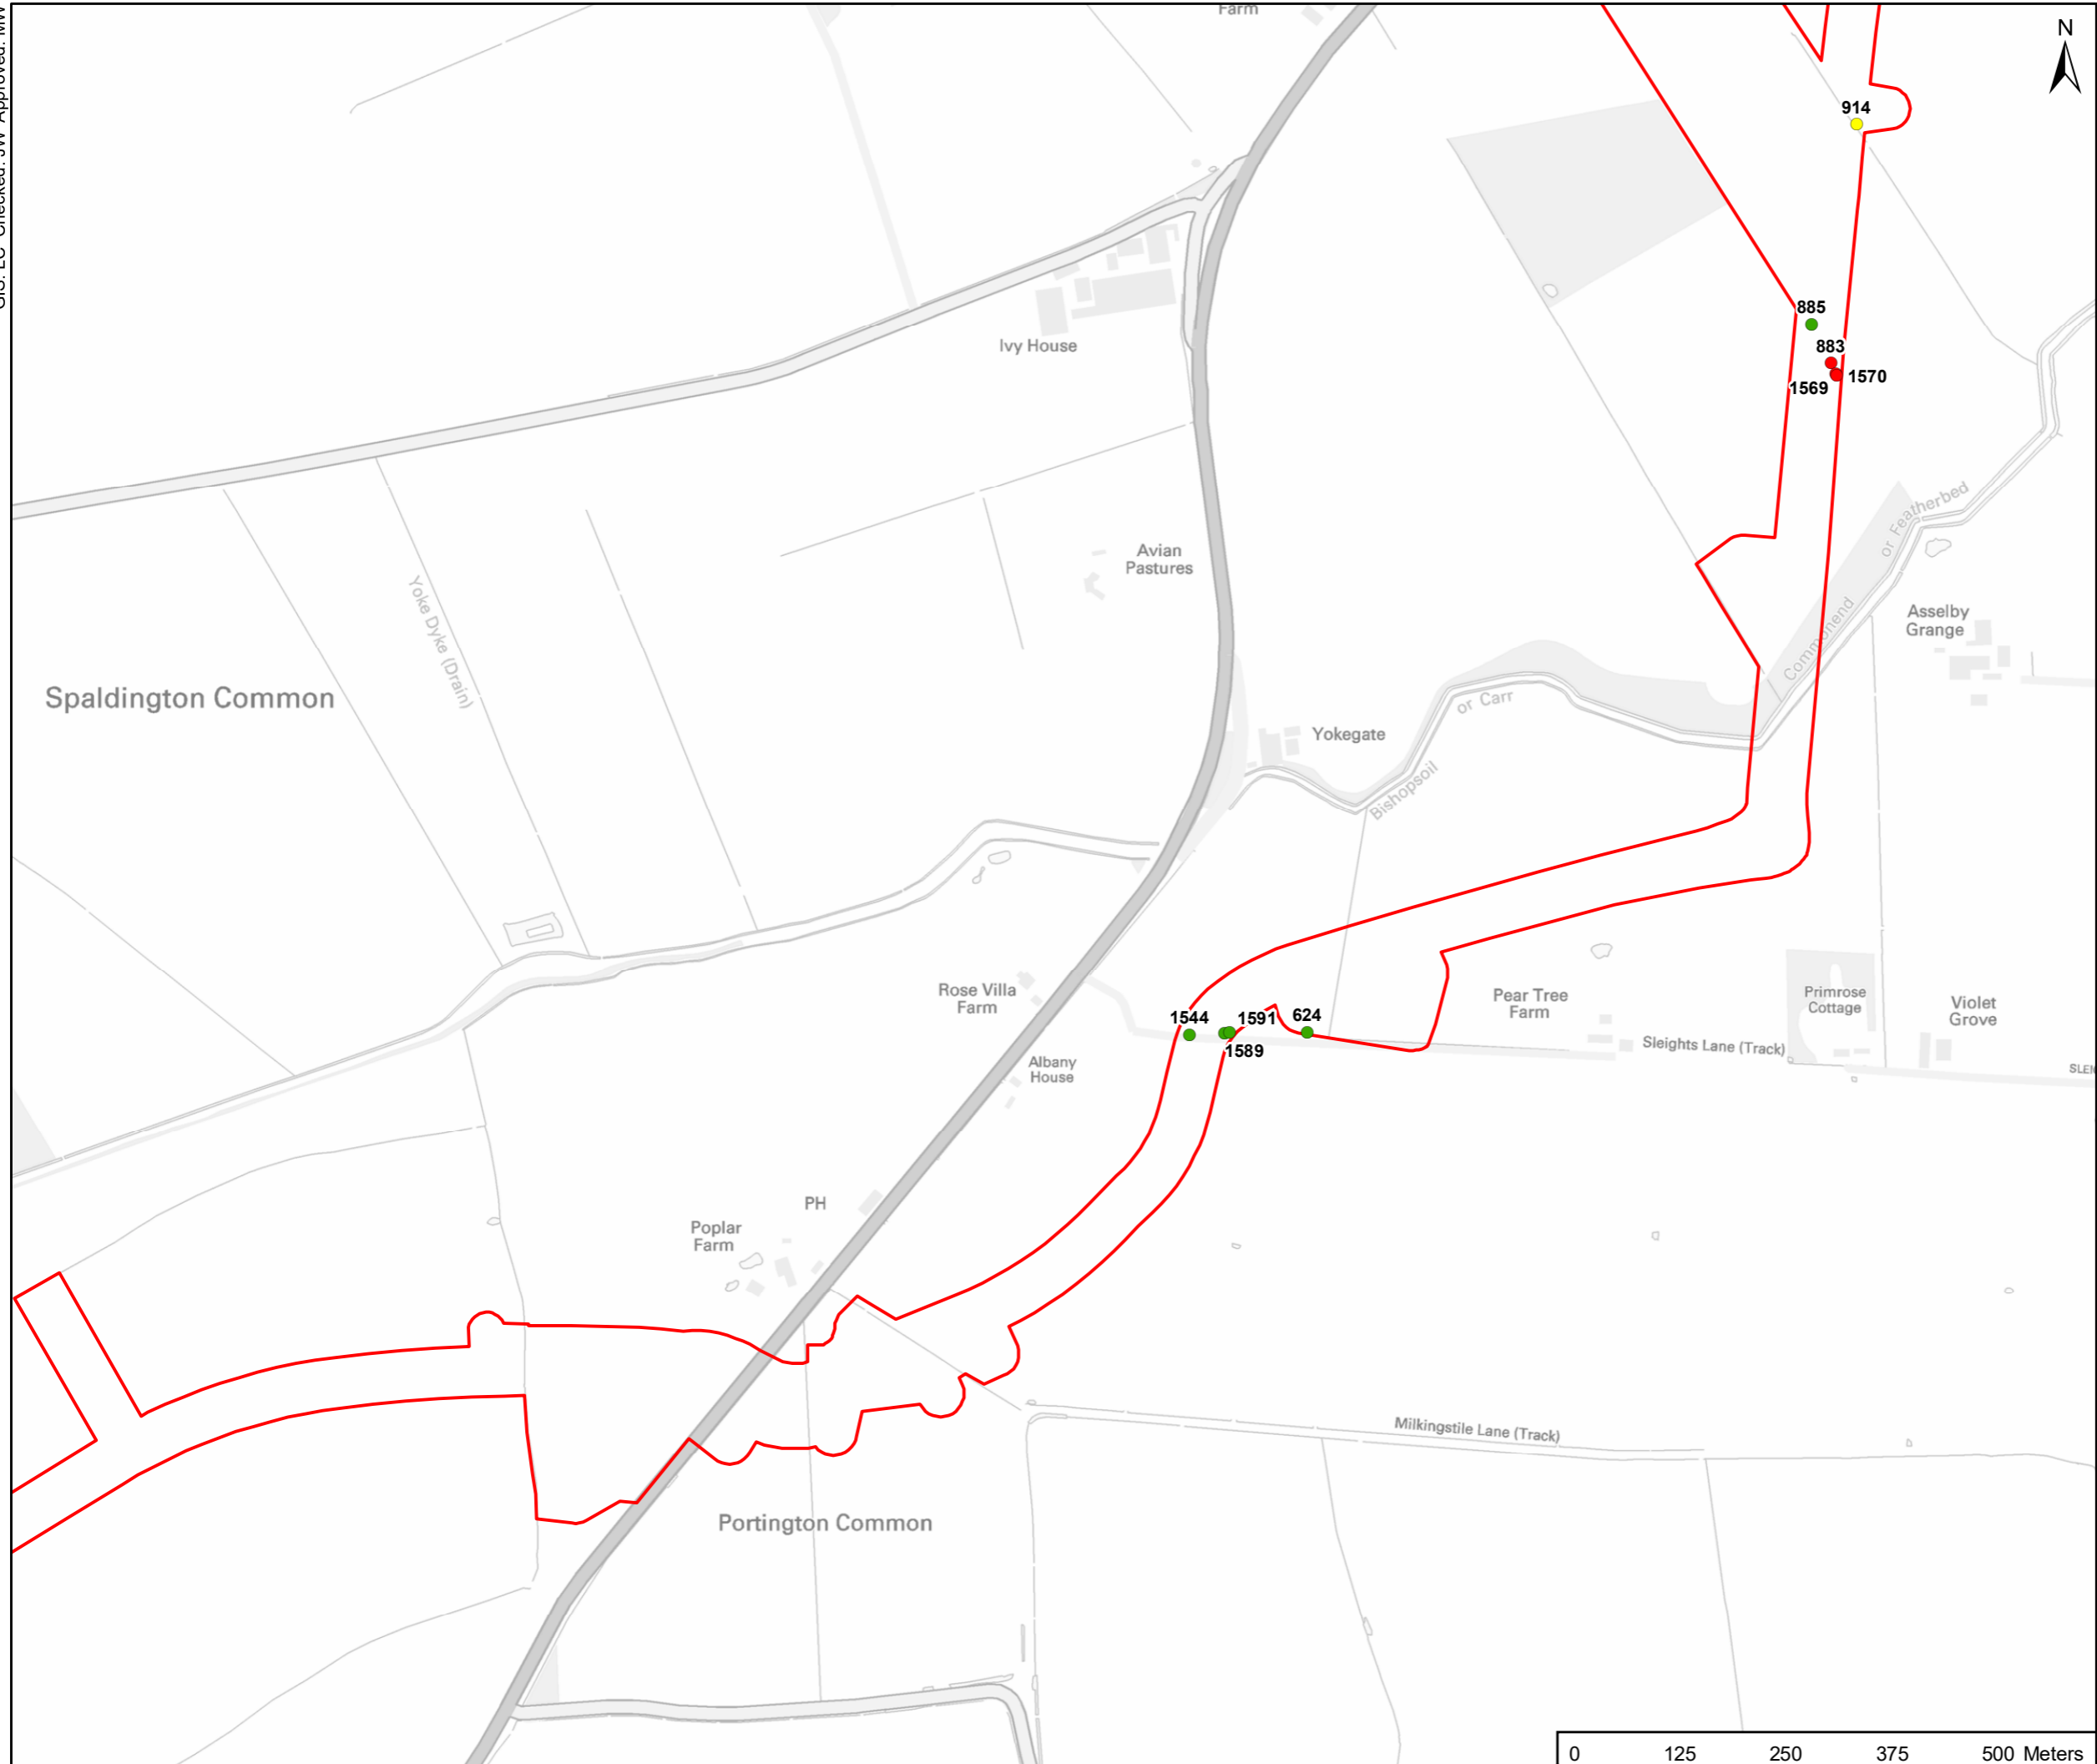 Farm
N
914
885
883
1569
1570
Ivy House
Avian
Pastures
Yoke Dyke (Drain)
Spaldington Common
or Featherbed
Commonend
Asselby
Grange
Yokegate
or Carr
Bishopsoil
Rose Villa
Farm
1544
1591
624
1589
Pear Tree
Farm
Primrose
Cottage
Violet
Grove
Albany
House
Sleights Lane (Track)
PH
Poplar
Farm
Milkingstile Lane (Track)
Portington Common
0 125 250 375 500 Meters